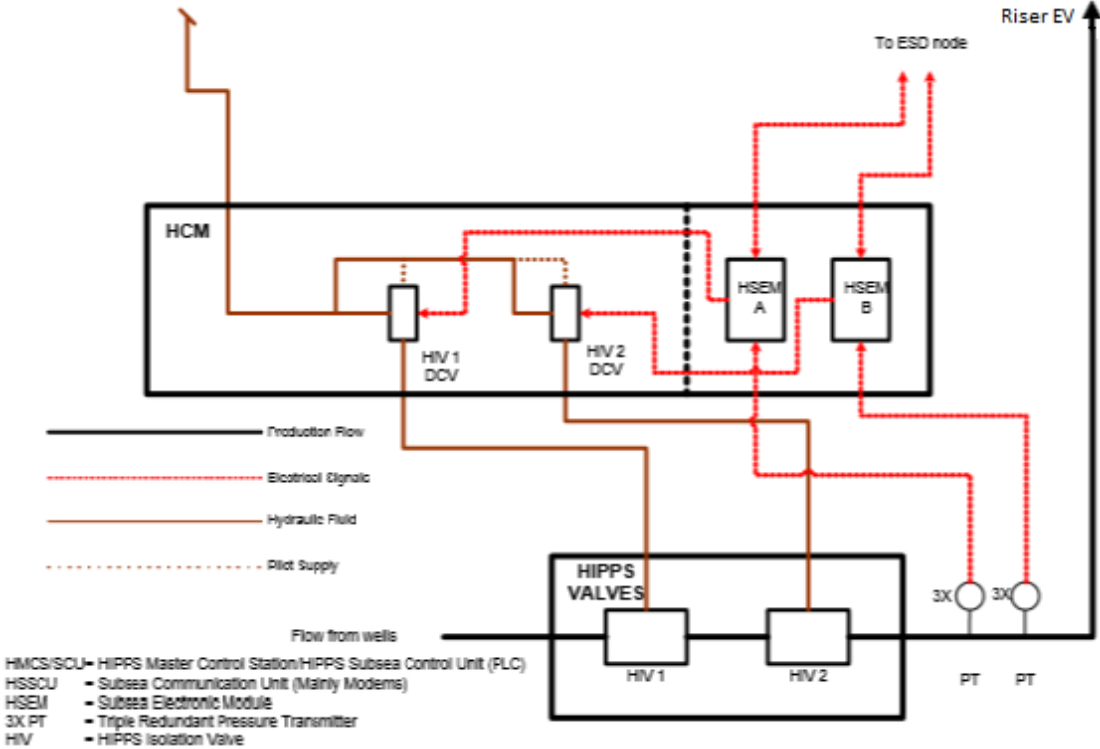 Riser EV
To ESD node
HCM
HSEM
A
HSEM
B
HIV 1
DCV
HIV 2
DCV
Production Flow
Electrical Signals
Hydraulic Fluid
Pilot Supply
HIPPS
VALVES
3X
3X
Flow from wells
HIV 1
HIV 2
PT
PT
HMCS/SCU= HIPPS Master Control Station/HIPPS Subsea Control Unit (PLC)
HSSCU = Subsea Communication Unit (Mainly Modems)
HSEM = Subsea Electronic Module
3X PT = Triple Redundant Pressure Transmitter
HIV = HIPPS Isolation Valve